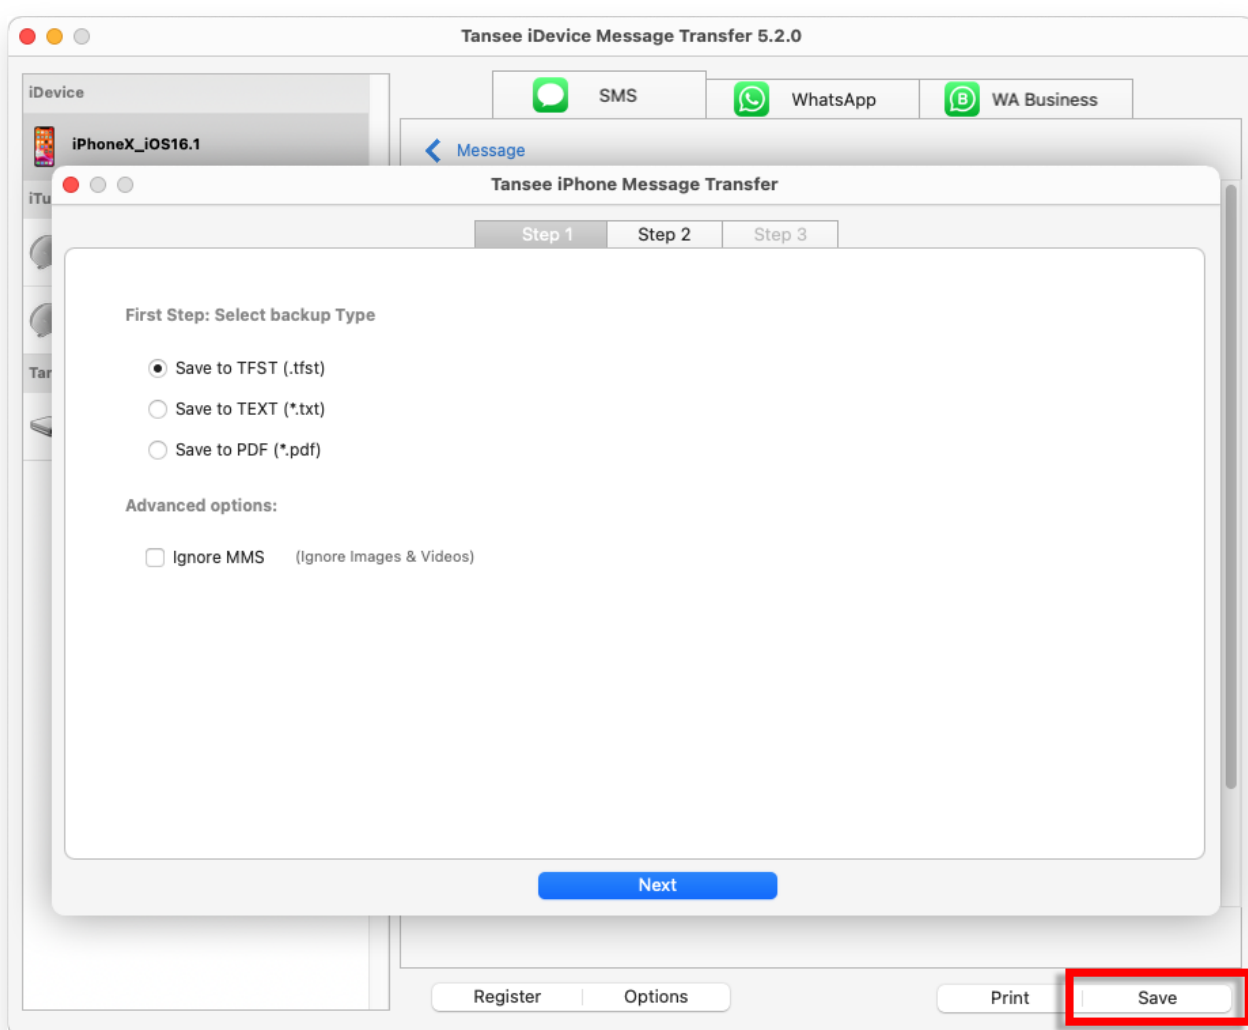 Tansee iDevice Message Transfer 5.2.0
iDevice
SMS
WhatsApp
WA Business
iPhoneX_iOS16.1
Message
iTu
Tansee iPhone Message Transfer
Step 1
Step 2
Step 3
First Step: Select backup Type
Save to TFST (.tfst)
Tar
Save to TEXT (*.txt)
Save to PDF (*.pdf)
Advanced options:
Ignore MMS (Ignore Images & Videos)
Next
Register
Options
Print
Save